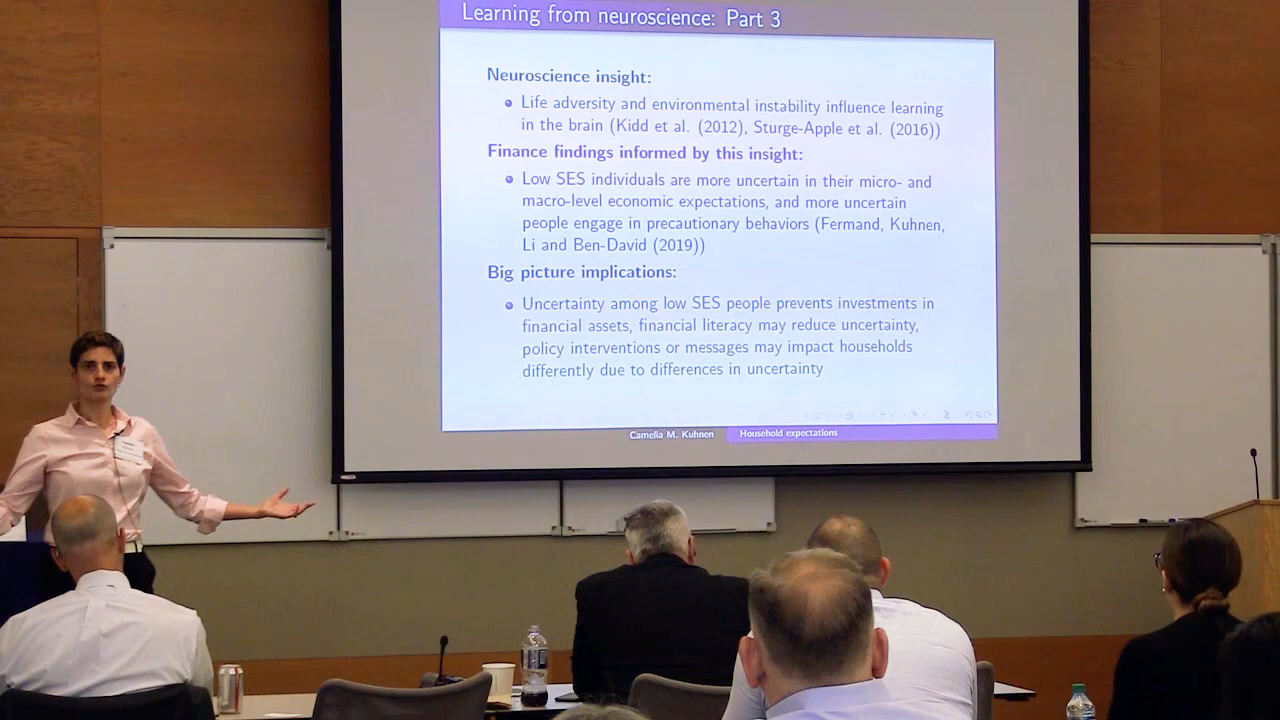 Learning from neuroscience: Part 3
Neuroscience insight:
Life adversity and environmental instability influence learning
in the brain (Kidd et al. (2012), Sturge-Apple et al. (2016))
Finance findings informed by this insight:
Low SES individuals are more uncertain in their micro- and
macro-level economic expectations, and more uncertain
people engage in precautionary behaviors (Fermand, Kuhnen,
Li and Ben-David (2019))
Big picture implications:
Uncertainty among low SES people prevents investments in
financial assets, financial literacy may reduce uncertainty,
policy interventions or messages may impact households
differently due to differences in uncertainty
Camelia M. Kuhnen Household expectations